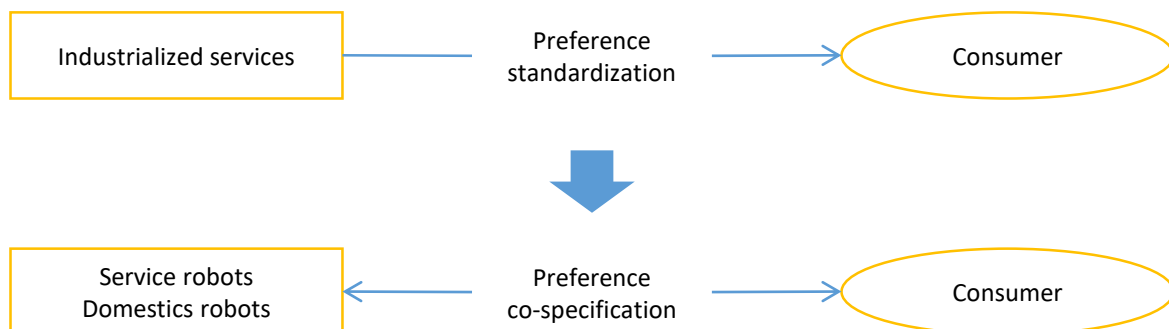 Industrialized services
Preference
standardization
Consumer
Service robots
Domestics robots
Preference
co-specification
Consumer